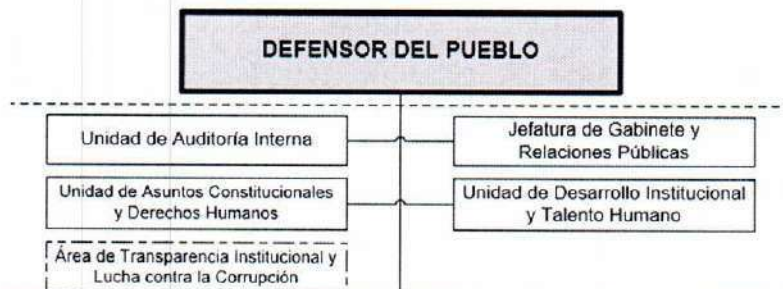 DEFENSOR DEL PUEBLO
Unidad de Auditoría Interna
Jefatura de Gabinete y
Relaciones Públicas
Unidad de Asuntos Constitucionales
y Derechos Humanos
Unidad de Desarrollo Institucional
y Talento Humano
Área de Transparencia Institucional y
Lucha contra la Corrupción